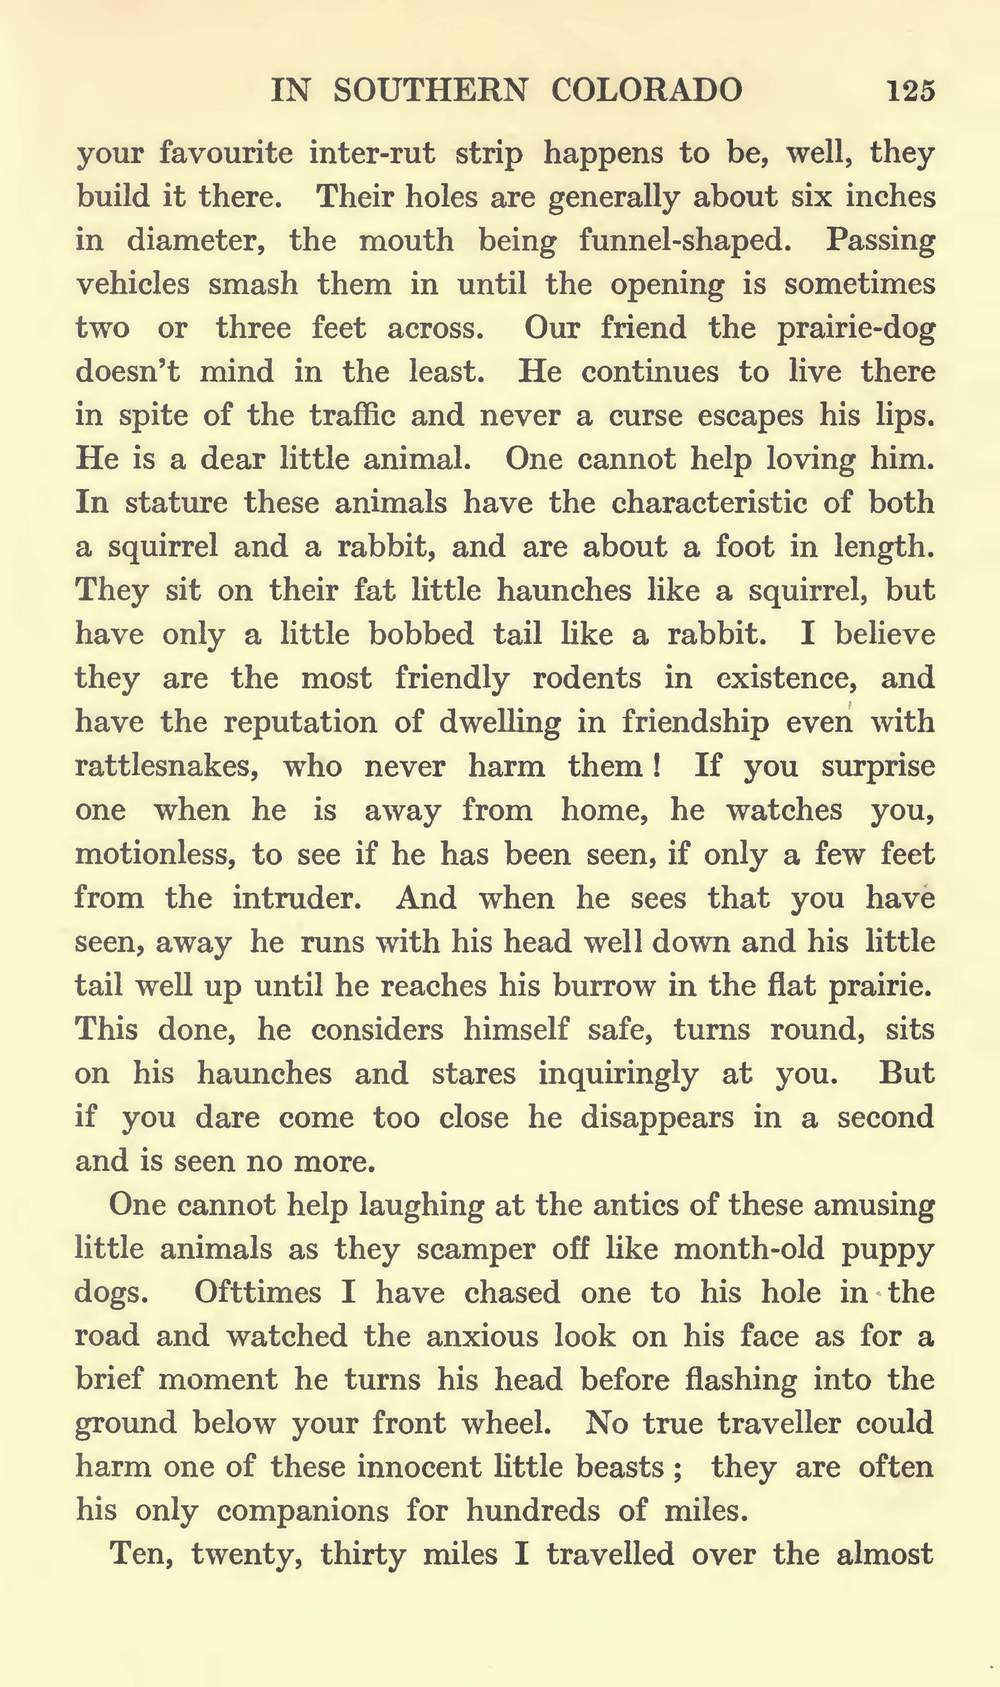 IN SOUTHERN COLORADO 125
your favourite inter-rut strip happens to be, well, they
build it there. Their holes are generally about six inches
in diameter, the mouth being funnel-shaped. Passing
vehicles smash them in until the opening is sometimes
two or three feet across. Our friend the prairie-dog
doesn't mind in the least. He continues to live there
in spite of the traffic and never a curse escapes his lips.
He is a dear little animal. One cannot help loving him.
In stature these animals have the characteristic of both
a squirrel and a rabbit, and are about a foot in length.
They sit on their fat little haunches like a squirrel, but
have only a little bobbed tail like a rabbit. I believe
they are the most friendly rodents in existence, and
have the reputation of dwelling in friendship even with
rattlesnakes, who never harm them ! If you surprise
one when he is away from home, he watches you,
motionless, to see if he has been seen, if only a few feet
from the intruder. And when he sees that you have
seen, away he runs with his head well down and his little
tail well up until he reaches his burrow in the flat prairie.
This done, he considers himself safe, turns round, sits
on his haunches and stares inquiringly at you. But
if you dare come too close he disappears in a second
and is seen no more.
One cannot help laughing at the antics of these amusing
little animals as they scamper off like month-old puppy
dogs. Ofttimes I have chased one to his hole in the
road and watched the anxious look on his face as for a
brief moment he turns his head before flashing into the
ground below your front wheel. No true traveller could
harm one of these innocent little beasts ; they are often
his only companions for hundreds of miles.
Ten, twenty, thirty miles I travelled over the almost